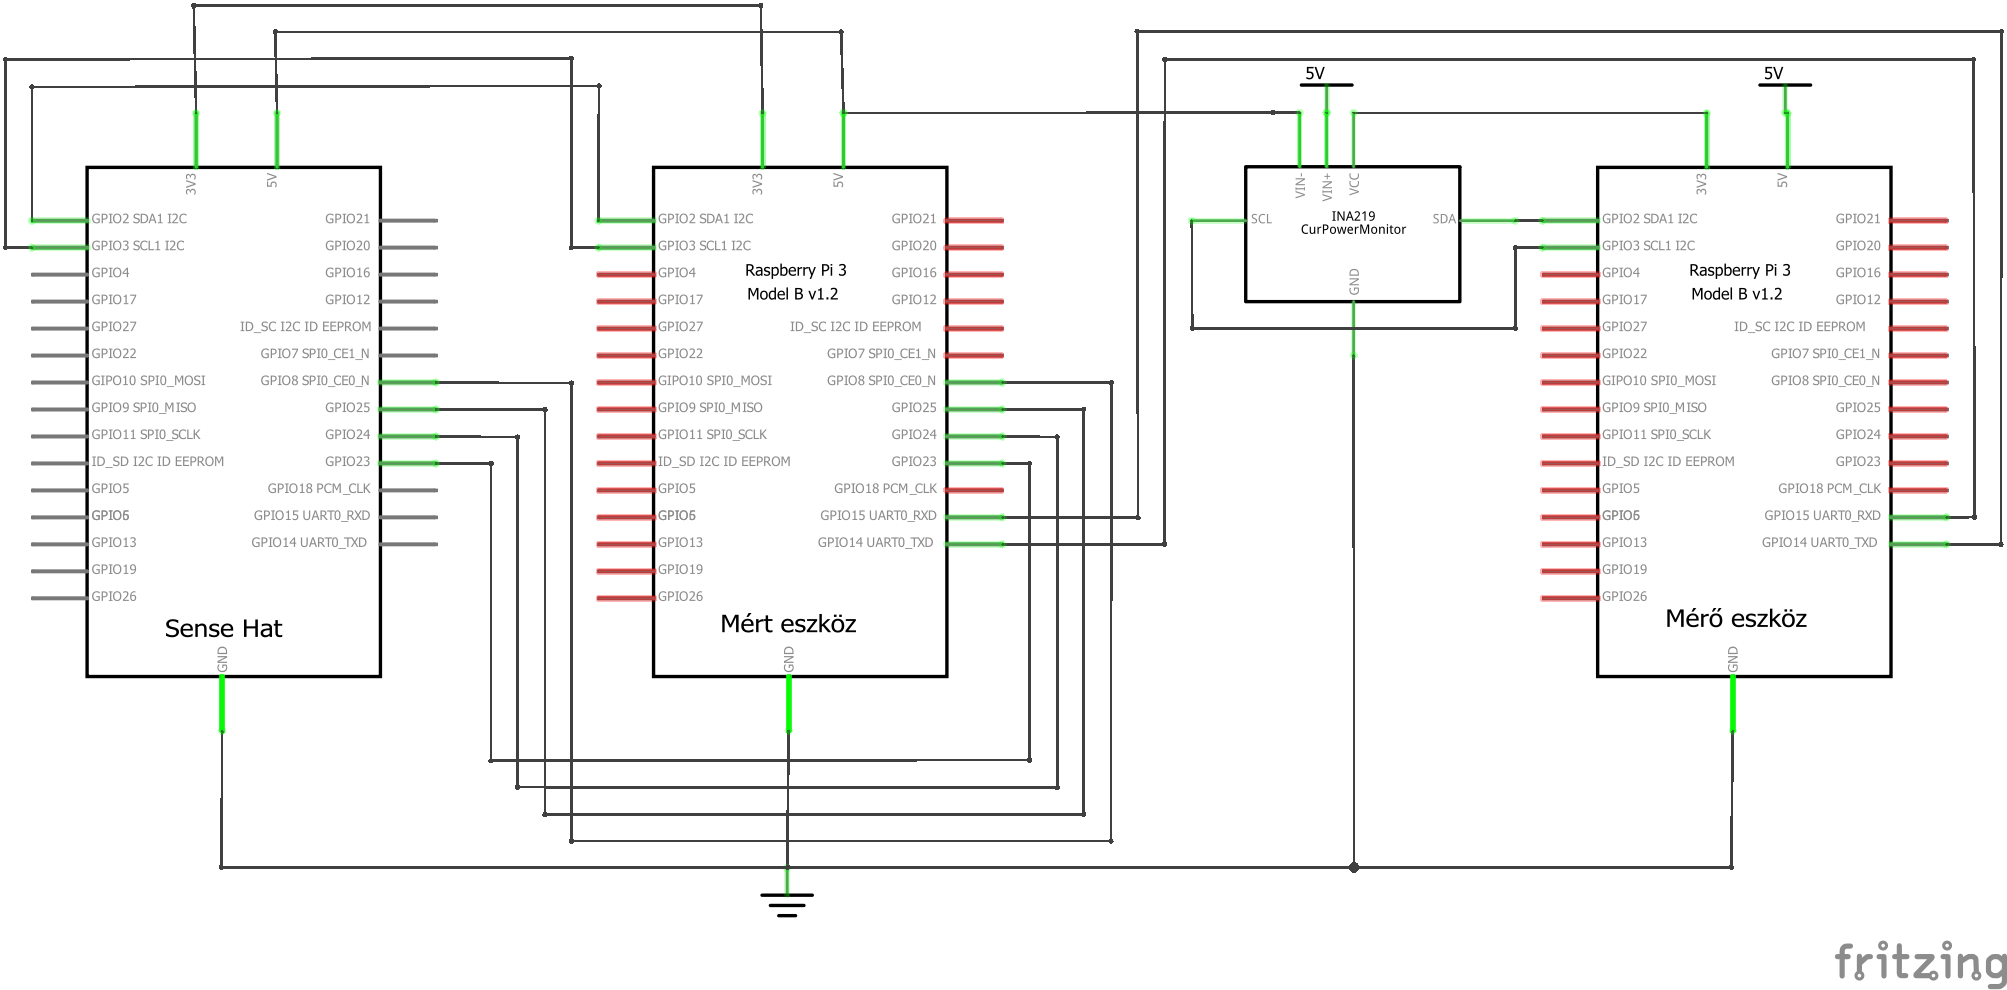 3V3
5V
GPIO2 SDA1 I2C
GPIO3 SCL1 I2C
GPIO4
GPIO17
GPIO27
GPIO22
GIPO10 SPI0_MOSI
GPIO9 SPI0_MISO
GPIO11 SPI0_SCLK
ID_SD I2C ID EEPROM
GPIO5
GPIO6
GPIO13
GPIO19
GPIO26
GPIO21
GPIO20
GPIO16
GPIO12
ID_SC I2C ID EEPROM
GPIO7 SPI0_CE1_N
GPIO8 SPI0_CE0_N
GPIO25
GPIO24
GPIO23
GPIO18 PCM_CLK
GPIO15 UART0_RXD
GPIO14 UART0_TXD
Sense Hat
GND
3V3
5V
GPIO2 SDA1 I2C
GPIO3 SCL1 I2C
GPIO4
GPIO17
GPIO27
GPIO22
GIPO10 SPI0_MOSI
GPIO9 SPI0_MISO
GPIO11 SPI0_SCLK
ID_SD I2C ID EEPROM
GPIO5
GPIO6
GPIO13
GPIO19
GPIO26
Raspberry Pi 3
Model B v1.2
GPIO21
GPIO20
GPIO16
GPIO12
ID_SC I2C ID EEPROM
GPIO7 SPI0_CE1_N
GPIO8 SPI0_CE0_N
GPIO25
GPIO24
GPIO23
GPIO18 PCM_CLK
GPIO15 UART0_RXD
GPIO14 UART0_TXD
Mért eszköz
GND
5V
VIN-
VIN+
VCC
SCL
INA219
CurPowerMonitor
SDA
GND
5V
3V3
5V
GPIO2 SDA1 I2C
GPIO3 SCL1 I2C
GPIO4
GPIO17
GPIO27
GPIO22
GIPO10 SPI0_MOSI
GPIO9 SPI0_MISO
GPIO11 SPI0_SCLK
ID_SD I2C ID EEPROM
GPIO5
GPIO6
GPIO13
GPIO19
GPIO26
Raspberry Pi 3
Model B v1.2
GPIO21
GPIO20
GPIO16
GPIO12
ID_SC I2C ID EEPROM
GPIO7 SPI0_CE1_N
GPIO8 SPI0_CE0_N
GPIO25
GPIO24
GPIO23
GPIO18 PCM_CLK
GPIO15 UART0_RXD
GPIO14 UART0_TXD
Mérő eszköz
GND
fritzing